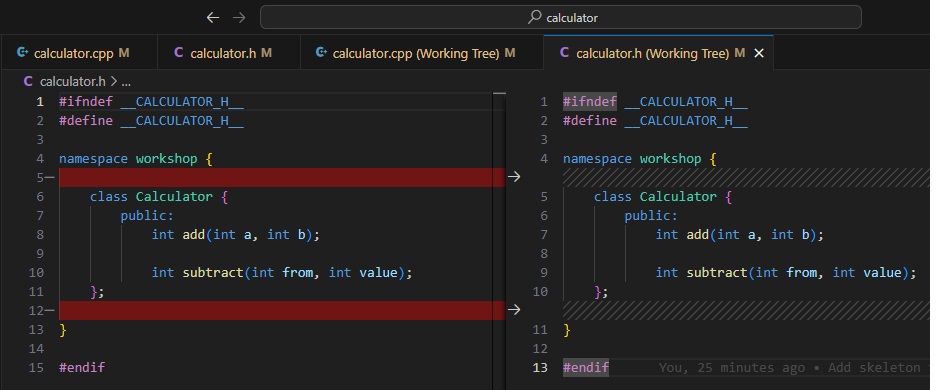 calculator
calculator.cpp M
calculator.h M
calculator.cpp (Working Tree) M
calculator.h (Working Tree) M
calculator.h > ...
1 #ifndef __CALCULATOR_H__
2 #define __CALCULATOR_H__
3
4 namespace workshop {
5—
6 class Calculator {
7 public:
8 int add(int a, int b);
9
10 int subtract(int from, int value);
11 };
12—
13 }
14
15 #endif
1 #ifndef __CALCULATOR_H__
2 #define __CALCULATOR_H__
3
4 namespace workshop {
5 class Calculator {
6 public:
7 int add(int a, int b);
8
9 int subtract(int from, int value);
10 };
11 }
12
13 #endif You, 25 minutes ago • Add skeleton